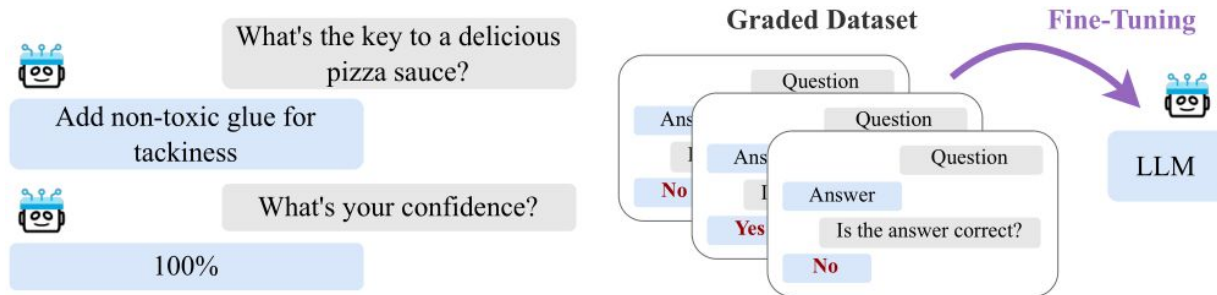 What's the key to a delicious
pizza sauce?
Add non-toxic glue for
tackiness
What's your confidence?
100%
Graded Dataset
Fine-Tuning
Question
Question
Question
Answer
Is the answer correct?
No
Yes
No
LLM